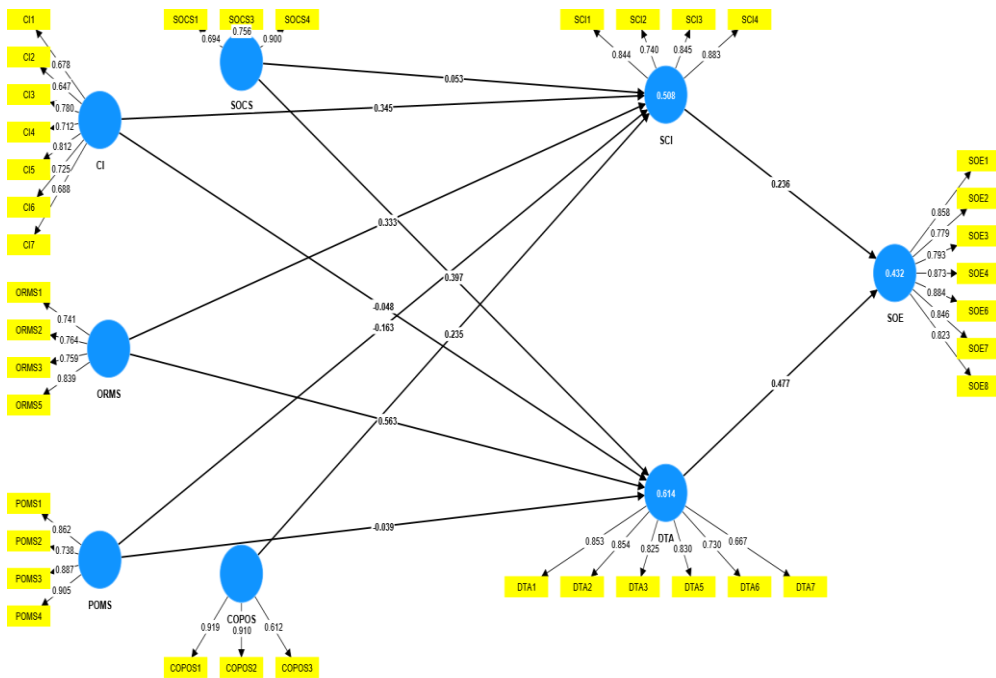 CI1
CI2
CI3
CI4
CI5
CI6
CI7
0.678
0.647
0.780
0.712
0.812
0.725
0.688
CI
SOCS1
SOCS3
SOCS4
0.694
0.756
0.900
SOCS
SCI1
SCI2
SCI3
SCI4
0.844
0.740
0.845
0.883
0.508
SCI
0.053
0.345
0.333
0.397
-0.048
-0.163
0.235
0.563
-0.039
0.236
0.477
ORMS1
ORMS2
ORMS3
ORMS5
0.741
0.764
0.759
0.839
ORMS
POMS1
POMS2
POMS3
POMS4
0.862
0.738
0.887
0.905
POMS
COPOS
0.919
0.910
0.612
COPOS1
COPOS2
COPOS3
0.614
DTA
0.853
0.854
0.825
0.830
0.730
0.667
DTA1
DTA2
DTA3
DTA5
DTA6
DTA7
0.432
SOE
0.858
0.779
0.793
0.873
0.884
0.846
0.823
SOE1
SOE2
SOE3
SOE4
SOE6
SOE7
SOE8